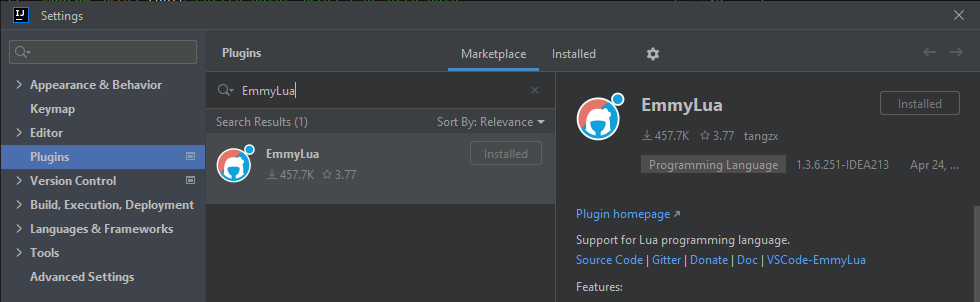 IJ
Settings
Plugins
Marketplace
Installed
Appearance & Behavior
Keymap
Editor
Plugins
Version Control
Build, Execution, Deployment
Languages & Frameworks
Tools
Advanced Settings
EmmyLua
Search Results (1)
Sort By: Relevance
EmmyLua
Installed
457.7K 3.77
EmmyLua
Installed
457.7K 3.77 tangzx
Programming Language 1.3.6.251-IDEA213 Apr 24, ...
Plugin homepage
Support for Lua programming language.
Source Code | Gitter | Donate | Doc | VSCode-EmmyLua
Features: